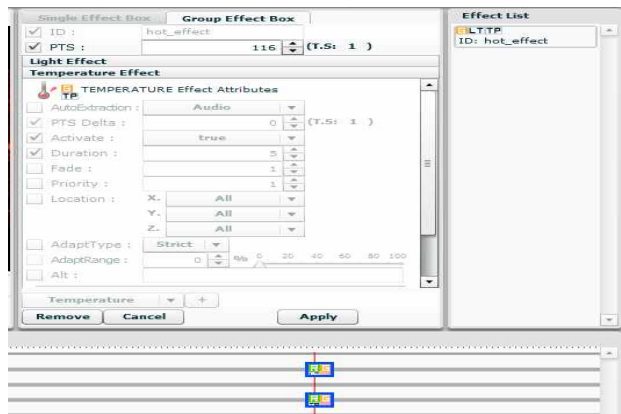 Single Effect Box
Group Effect Box
ID : hot_effect
PTS : 116 (T.S: 1 )
Light Effect
Temperature Effect
TP TEMPERATURE Effect Attributes
AutoExtraction : Audio
PTS Delta : 0 (T.S: 1 )
Activate : true
Duration : 5
Fade : 1
Priority : 1
Location : X. All
Y. All
Z. All
AdaptType : Strict
AdaptRange : 0 % 0 20 40 60 80 100
Alt :
Temperature +
Remove Cancel Apply
Effect List
LT TP
ID: hot_effect